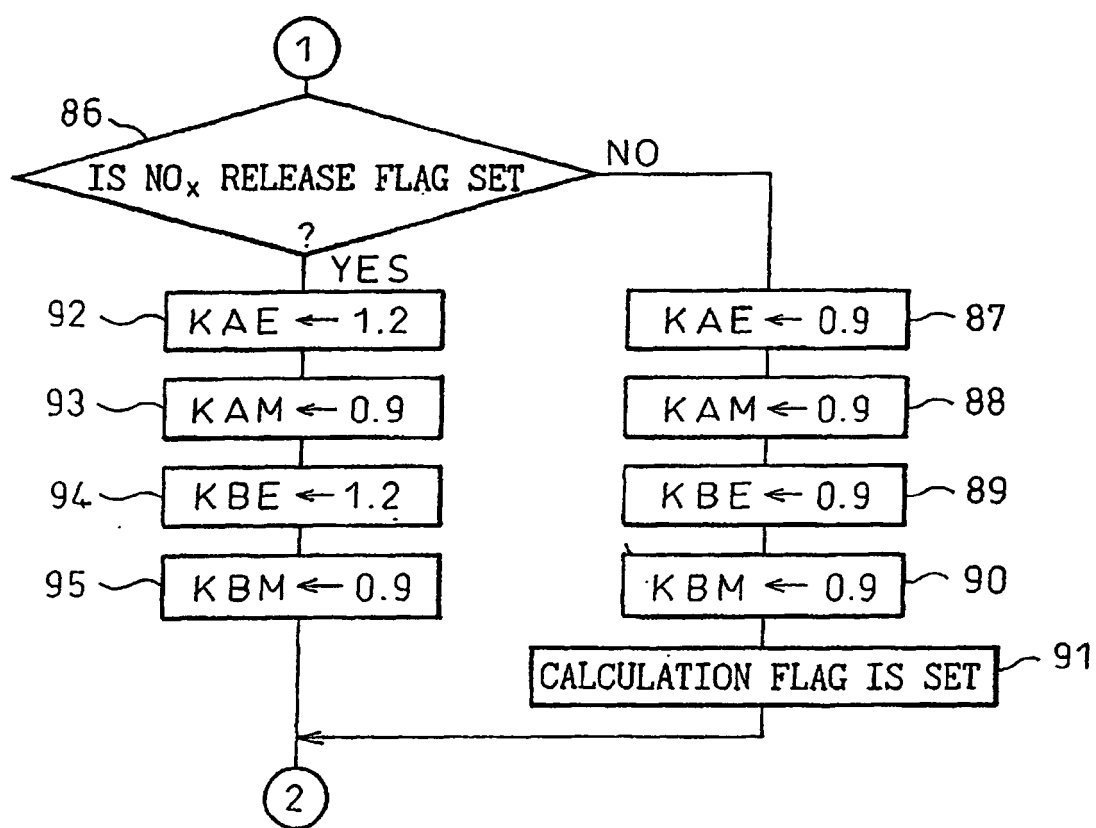 1
86
IS NOx RELEASE FLAG SET
?
NO
YES
92
KAE ← 1.2
93
KAM ← 0.9
94
KBE ← 1.2
95
KBM ← 0.9
KAE ← 0.9
87
KAM ← 0.9
88
KBE ← 0.9
89
KBM ← 0.9
90
CALCULATION FLAG IS SET
91
2